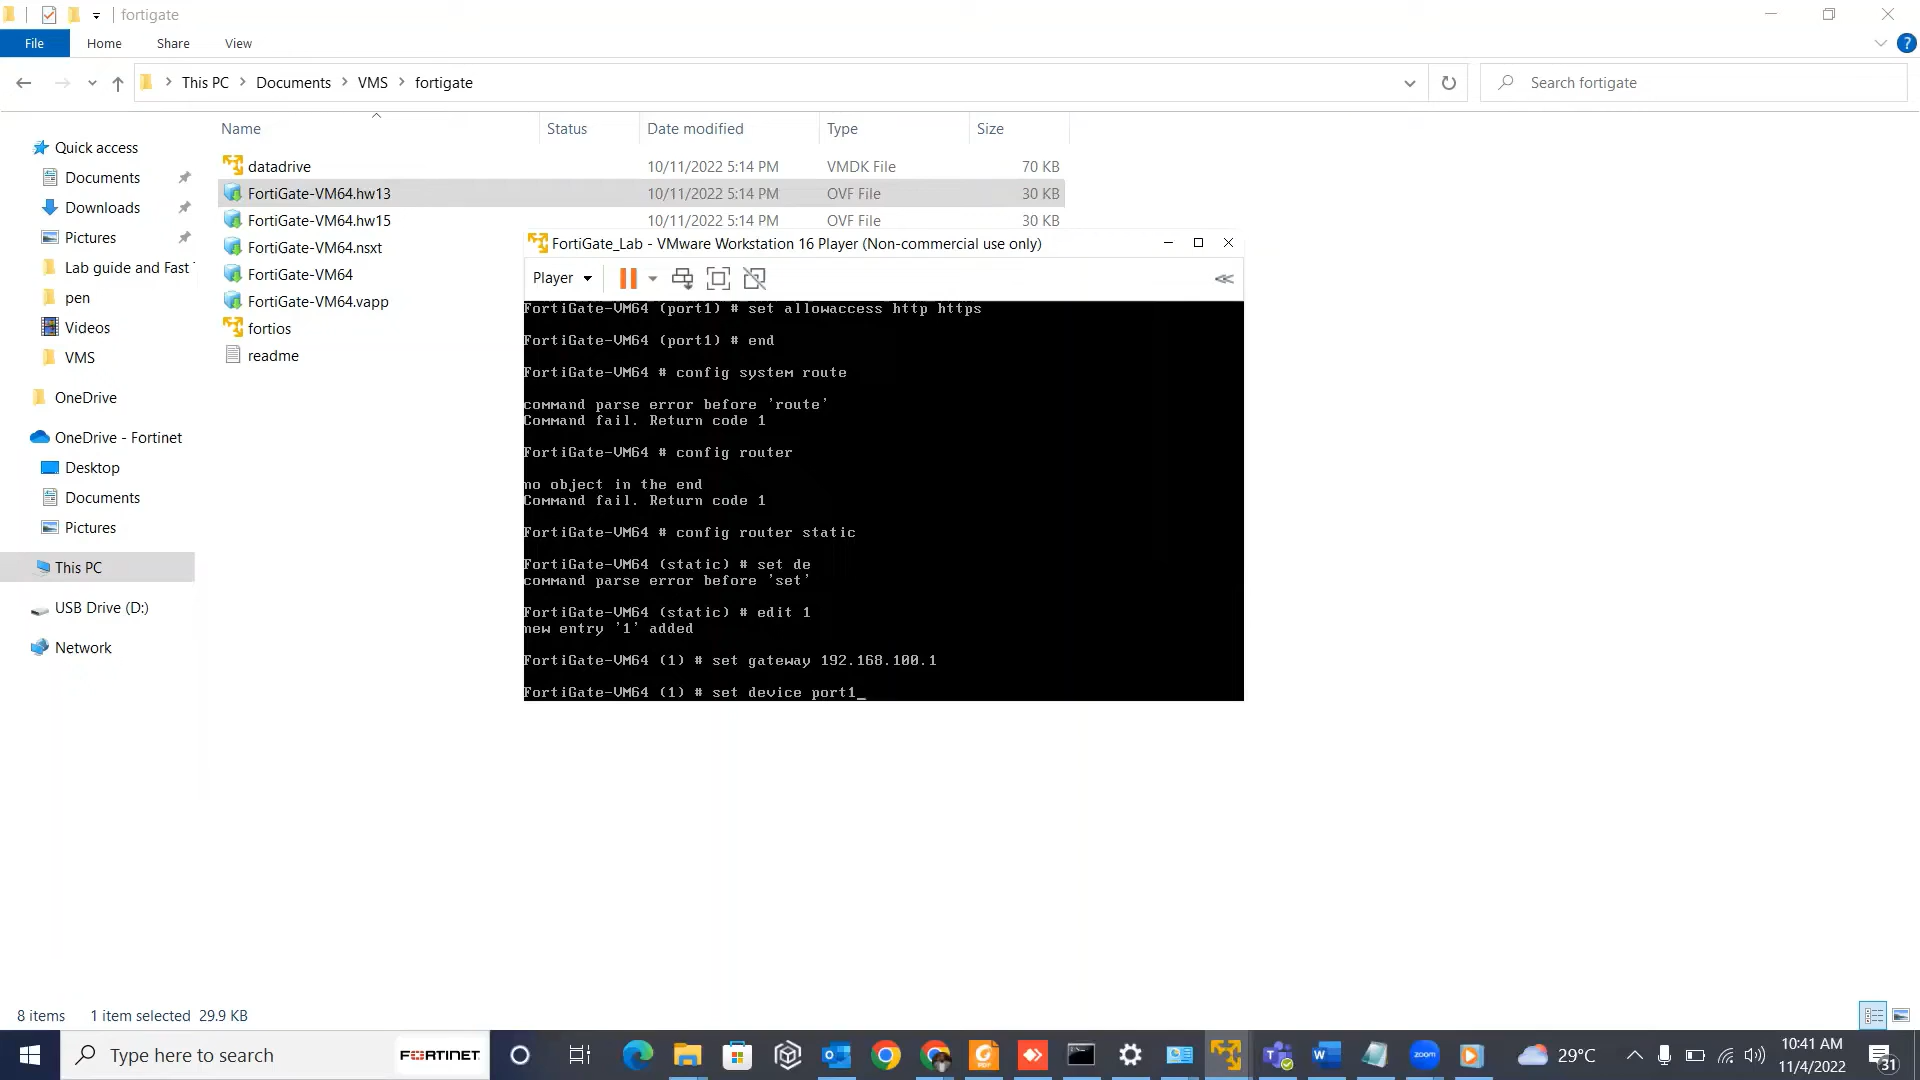 fortigate
File Home Share View
This PC Documents VMS fortigate
Search fortigate
Name Status Date modified Type Size
Quick access
Documents
Downloads
Pictures
Lab guide and Fast
pen
Videos
VMS
OneDrive
OneDrive - Fortinet
Desktop
Documents
Pictures
This PC
USB Drive (D:)
Network
datadrive 10/11/2022 5:14 PM VMDK File 70 KB
FortiGate-VM64.hw13 10/11/2022 5:14 PM OVF File 30 KB
FortiGate-VM64.hw15 10/11/2022 5:14 PM OVF File 30 KB
FortiGate-VM64.nsxt
FortiGate-VM64
FortiGate-VM64.vapp
fortios
readme
FortiGate_Lab - VMware Workstation 16 Player (Non-commercial use only)
Player
FortiGate-VM64 (port1) # set allowaccess http https
FortiGate-VM64 (port1) # end
FortiGate-VM64 # config system route
command parse error before 'route'
Command fail. Return code 1
FortiGate-VM64 # config router
no object in the end
Command fail. Return code 1
FortiGate-VM64 # config router static
FortiGate-VM64 (static) # set de
command parse error before 'set'
FortiGate-VM64 (static) # edit 1
new entry '1' added
FortiGate-VM64 (1) # set gateway 192.168.100.1
FortiGate-VM64 (1) # set device port1_
8 items 1 item selected 29.9 KB
Type here to search
FORTINET
zoom
29°C
10:41 AM
11/4/2022
31